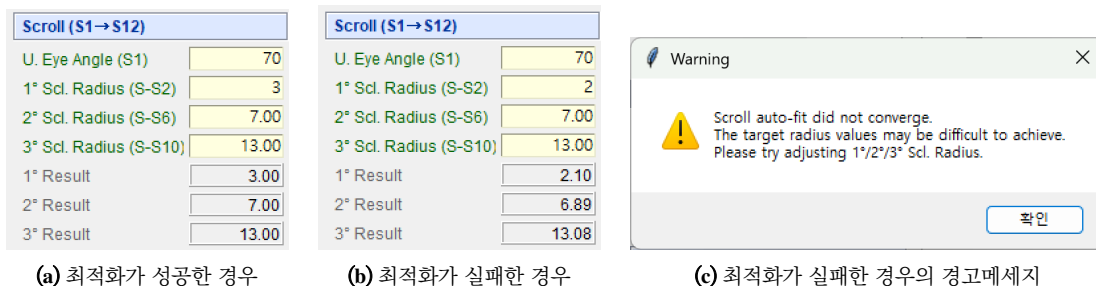 Scroll (S1→S12)
U. Eye Angle (S1) 70
1° Scl. Radius (S-S2) 3
2° Scl. Radius (S-S6) 7.00
3° Scl. Radius (S-S10) 13.00
1° Result 3.00
2° Result 7.00
3° Result 13.00
(a) 최적화가 성공한 경우
Scroll (S1→S12)
U. Eye Angle (S1) 70
1° Scl. Radius (S-S2) 2
2° Scl. Radius (S-S6) 7.00
3° Scl. Radius (S-S10) 13.00
1° Result 2.10
2° Result 6.89
3° Result 13.08
(b) 최적화가 실패한 경우
Warning
Scroll auto-fit did not converge.
The target radius values may be difficult to achieve.
Please try adjusting 1°/2°/3° Scl. Radius.
확인
(c) 최적화가 실패한 경우의 경고메세지